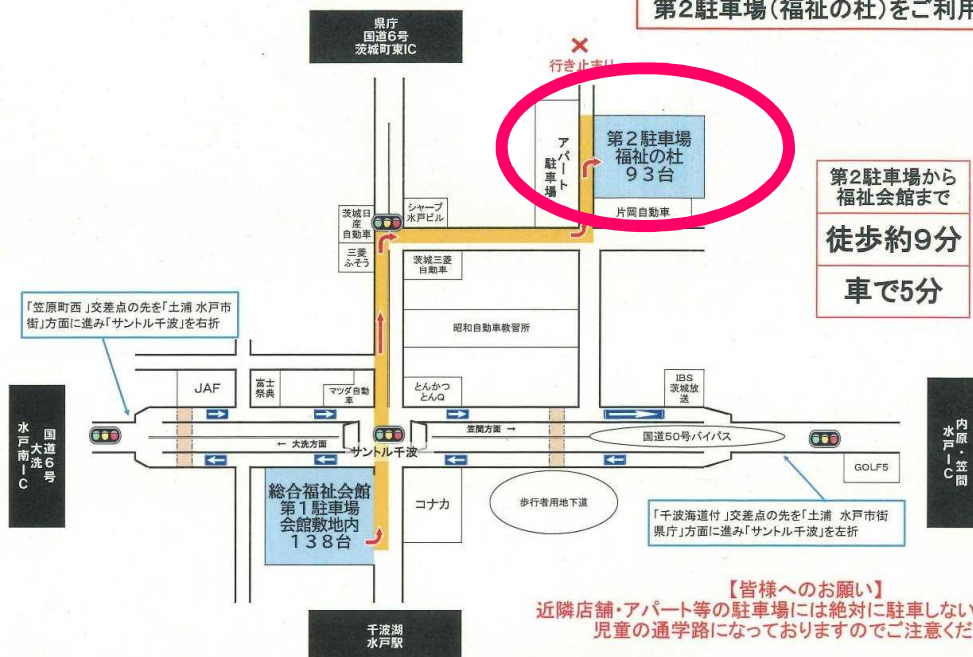 第2駐車場(福祉の杜)をご利用
県庁
国道6号
茨城町東IC
×
行き止まり
アパート
駐車場
第2駐車場
福祉の杜
93台
第2駐車場から
福祉会館まで
徒歩約9分
車で5分
茨城日
産
自動車
シャープ
水戸ビル
片岡自動車
三菱
ふそう
茨城三菱
自動車
「笠原町西」交差点の先を「土浦 水戸市
街」方面に進み「サントル千波」を右折
昭和自動車教習所
JAF
富士
祭典
マツダ自動
車
とんかつ
とんQ
IBS
茨城放
送
国道6号
大洗
水戸南IC
← 大洗方面
笠間方面 →
国道50号バイパス
サントル千波
内原・笠間
水戸IC
GOLF5
総合福祉会館
第1駐車場
会館敷地内
138台
コナカ
歩行者用地下道
「千波海道付」交差点の先を「土浦 水戸市街
県庁」方面に進み「サントル千波」を左折
千波湖
水戸駅
【皆様へのお願い】
近隣店舗・アパート等の駐車場には絶対に駐車しない
児童の通学路になっておりますのでご注意くだ